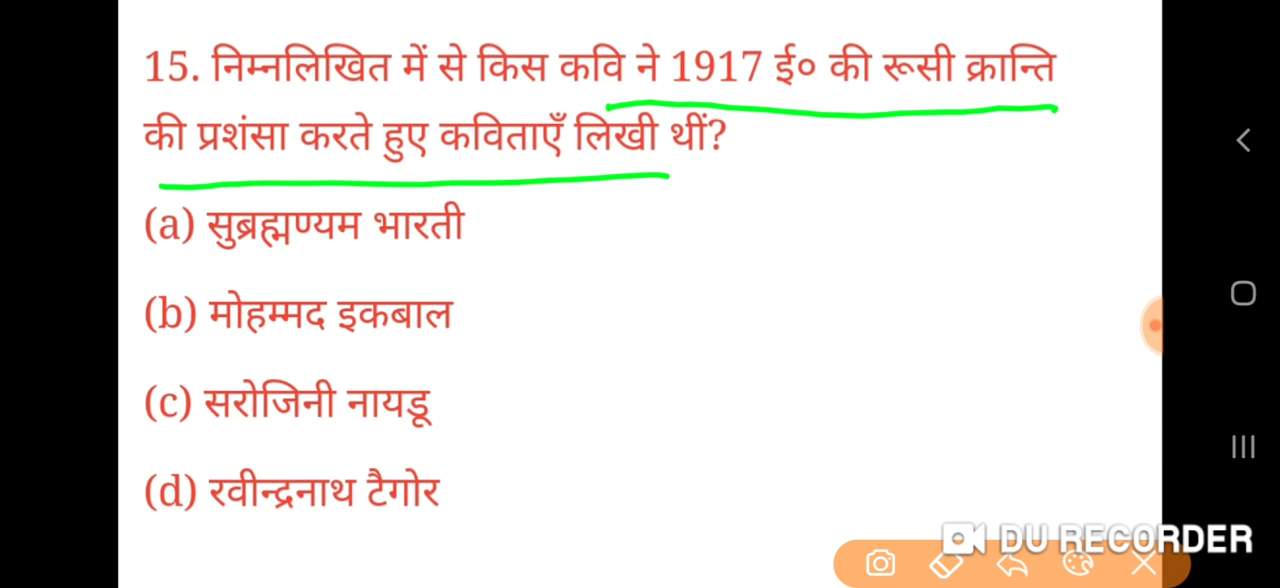 15. निम्नलिखित में से किस कवि ने 1917 ई० की रूसी क्रान्ति
की प्रशंसा करते हुए कविताएँ लिखी थीं?
(a) सुब्रह्मण्यम भारती
(b) मोहम्मद इकबाल
(c) सरोजिनी नायडू
(d) रवीन्द्रनाथ टैगोर
DU RECORDER